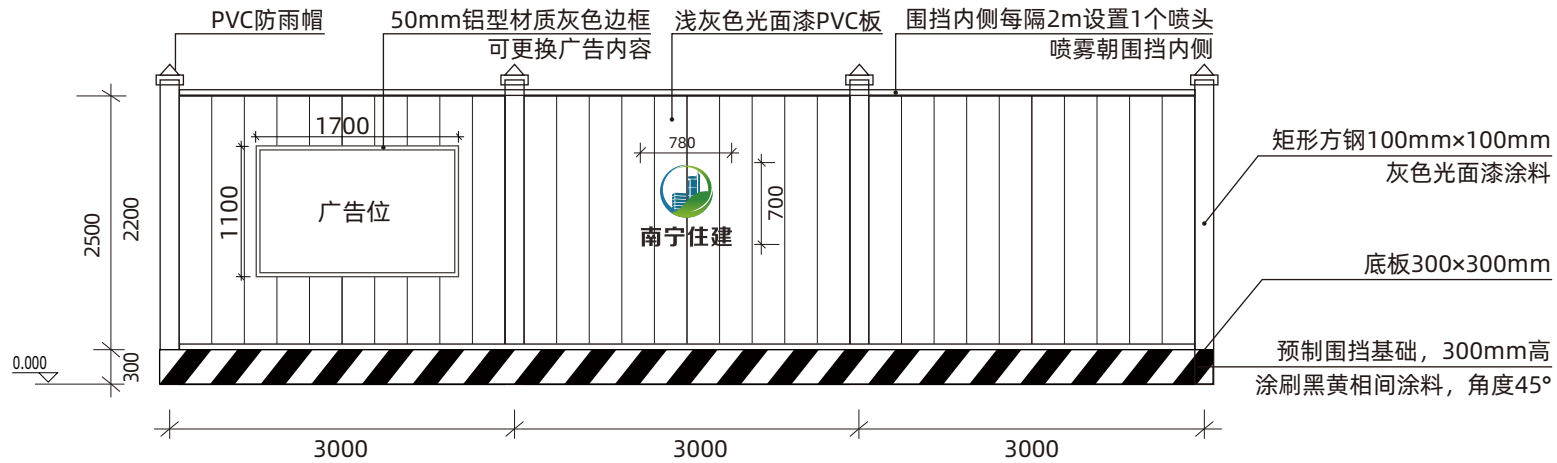 PVC防雨帽
50mm铝型材质灰色边框
可更换广告内容
浅灰色光面漆PVC板
围挡内侧每隔2m设置1个喷头
喷雾朝围挡内侧
1700
780
矩形方钢100mm×100mm
灰色光面漆涂料
2500
2200
1100
广告位
700
南宁住建
底板300×300mm
0.000
300
预制围挡基础，300mm高
涂刷黑黄相间涂料，角度45°
3000
3000
3000